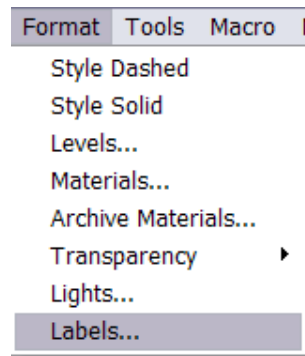 Format Tools Macro
Style Dashed
Style Solid
Levels...
Materials...
Archive Materials...
Transparency
Lights...
Labels...